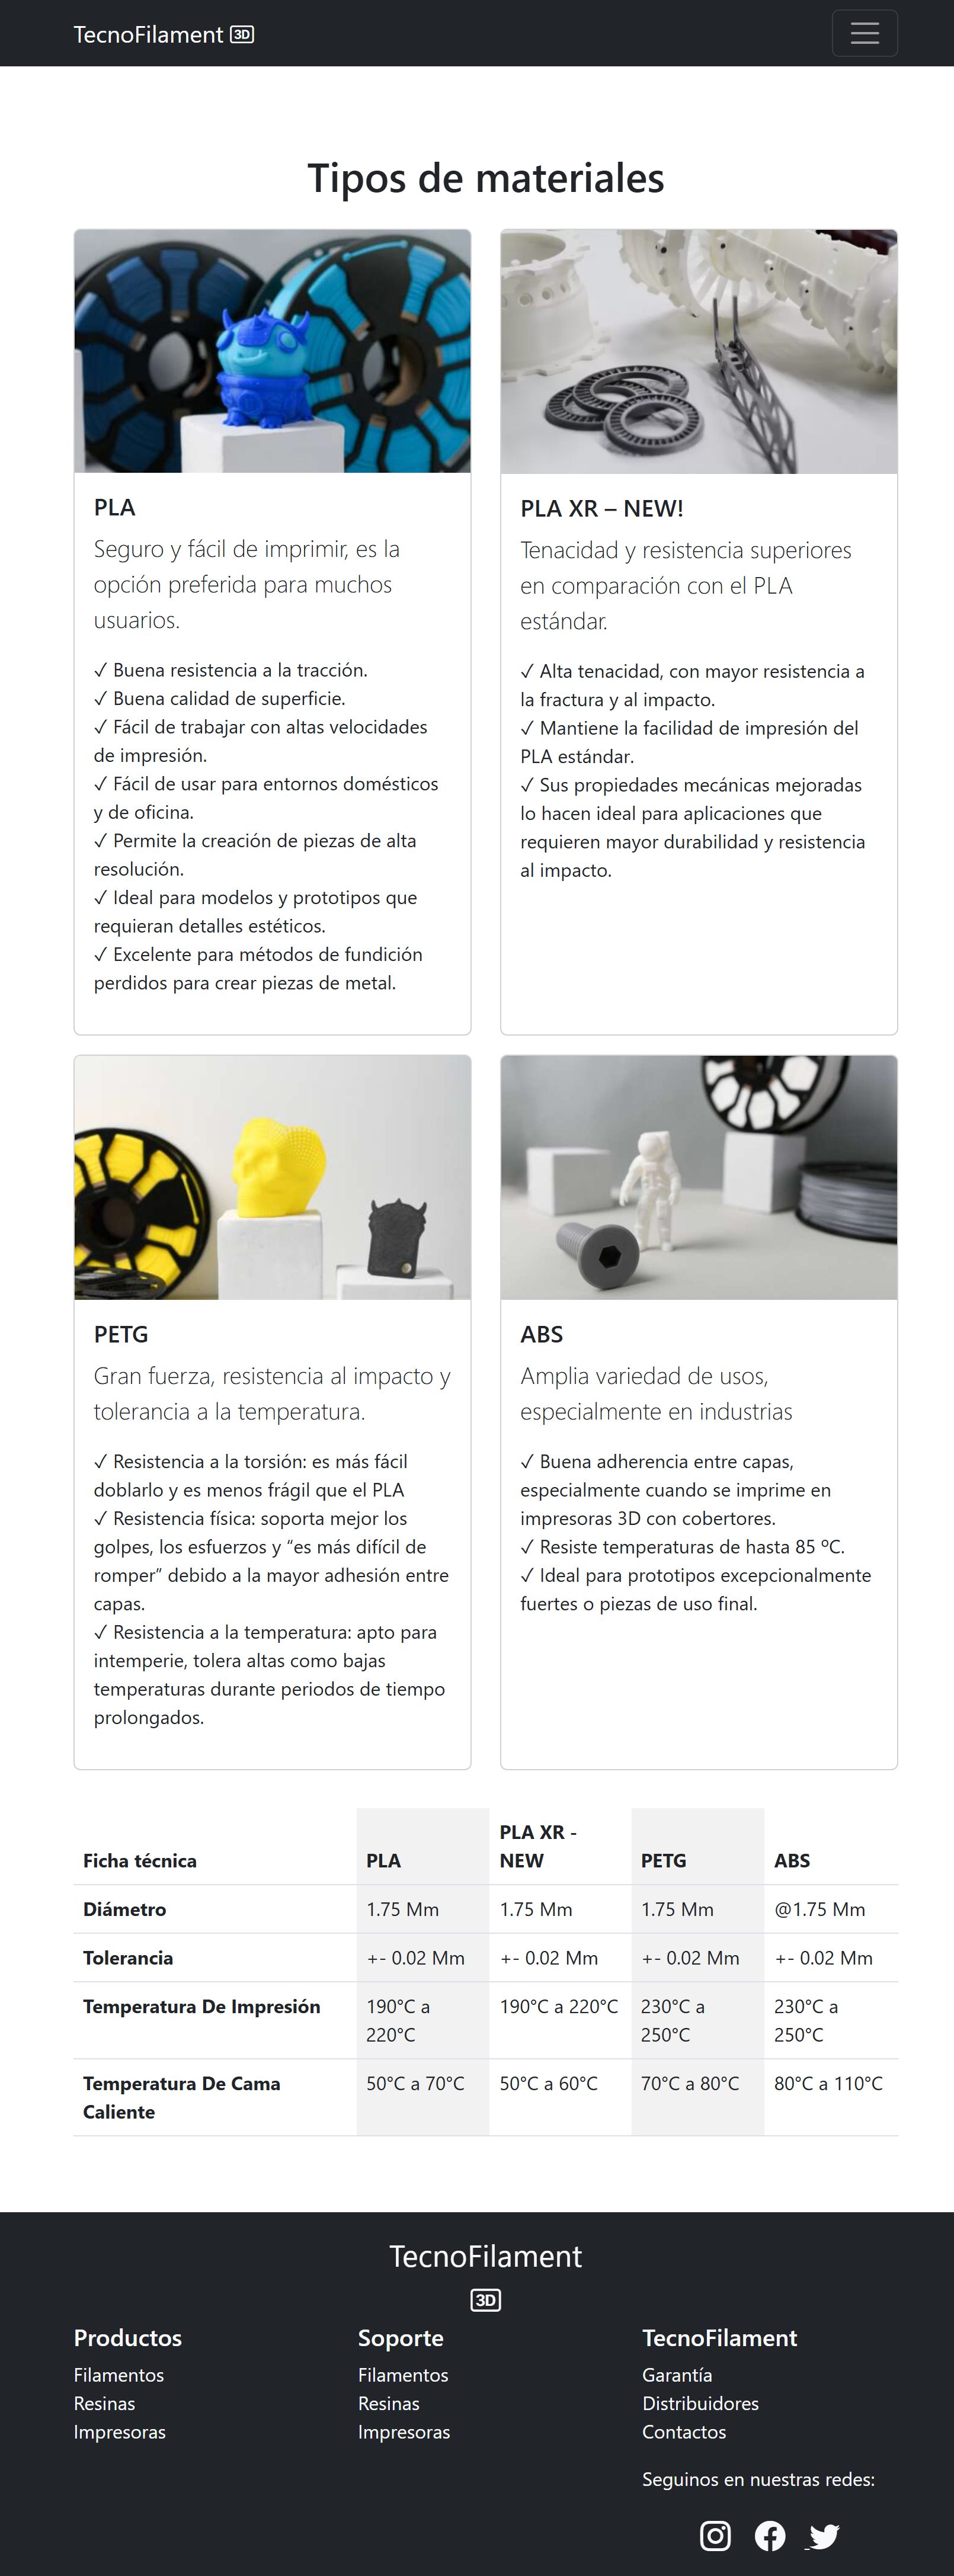 TecnoFilament 3D
Tipos de materiales
PLA
Seguro y fácil de imprimir, es la
opción preferida para muchos
usuarios.
✓ Buena resistencia a la tracción.
✓ Buena calidad de superficie.
✓ Fácil de trabajar con altas velocidades
de impresión.
✓ Fácil de usar para entornos domésticos
y de oficina.
✓ Permite la creación de piezas de alta
resolución.
✓ Ideal para modelos y prototipos que
requieran detalles estéticos.
✓ Excelente para métodos de fundición
perdidos para crear piezas de metal.
PLA XR – NEW!
Tenacidad y resistencia superiores
en comparación con el PLA
estándar.
✓ Alta tenacidad, con mayor resistencia a
la fractura y al impacto.
✓ Mantiene la facilidad de impresión del
PLA estándar.
✓ Sus propiedades mecánicas mejoradas
lo hacen ideal para aplicaciones que
requieren mayor durabilidad y resistencia
al impacto.
PETG
Gran fuerza, resistencia al impacto y
tolerancia a la temperatura.
✓ Resistencia a la torsión: es más fácil
doblarlo y es menos frágil que el PLA
✓ Resistencia física: soporta mejor los
golpes, los esfuerzos y “es más difícil de
romper” debido a la mayor adhesión entre
capas.
✓ Resistencia a la temperatura: apto para
intemperie, tolera altas como bajas
temperaturas durante periodos de tiempo
prolongados.
ABS
Amplia variedad de usos,
especialmente en industrias
✓ Buena adherencia entre capas,
especialmente cuando se imprime en
impresoras 3D con cobertores.
✓ Resiste temperaturas de hasta 85 ºC.
✓ Ideal para prototipos excepcionalmente
fuertes o piezas de uso final.
Ficha técnica PLA PLA XR - NEW PETG ABS
Diámetro 1.75 Mm 1.75 Mm 1.75 Mm @1.75 Mm
Tolerancia +- 0.02 Mm +- 0.02 Mm +- 0.02 Mm +- 0.02 Mm
Temperatura De Impresión 190°C a 220°C 190°C a 220°C 230°C a 250°C 230°C a 250°C
Temperatura De Cama Caliente 50°C a 70°C 50°C a 60°C 70°C a 80°C 80°C a 110°C
TecnoFilament
3D
Productos
Filamentos
Resinas
Impresoras
Soporte
Filamentos
Resinas
Impresoras
TecnoFilament
Garantía
Distribuidores
Contactos
Seguinos en nuestras redes: